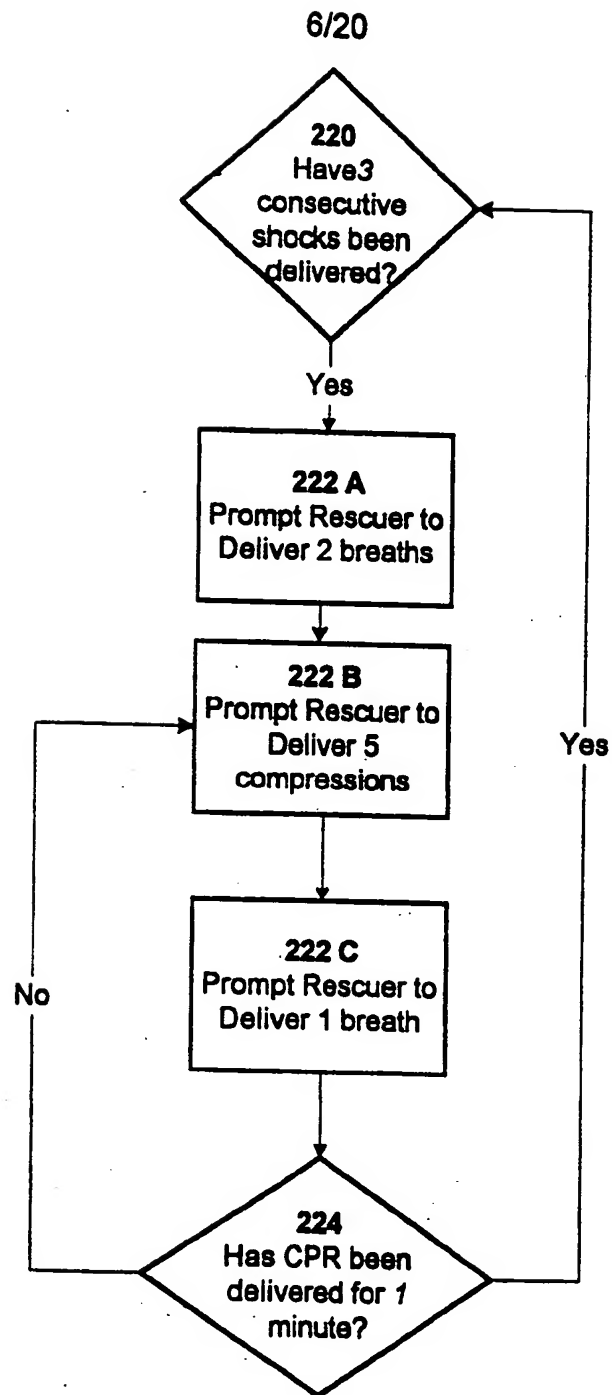 6/20
220
Have3
consecutive
shocks been
delivered?
Yes
222 A
Prompt Rescuer to
Deliver 2 breaths
222 B
Prompt Rescuer to
Deliver 5
compressions
Yes
222 C
Prompt Rescuer to
Deliver 1 breath
No
224
Has CPR been
delivered for 1
minute?